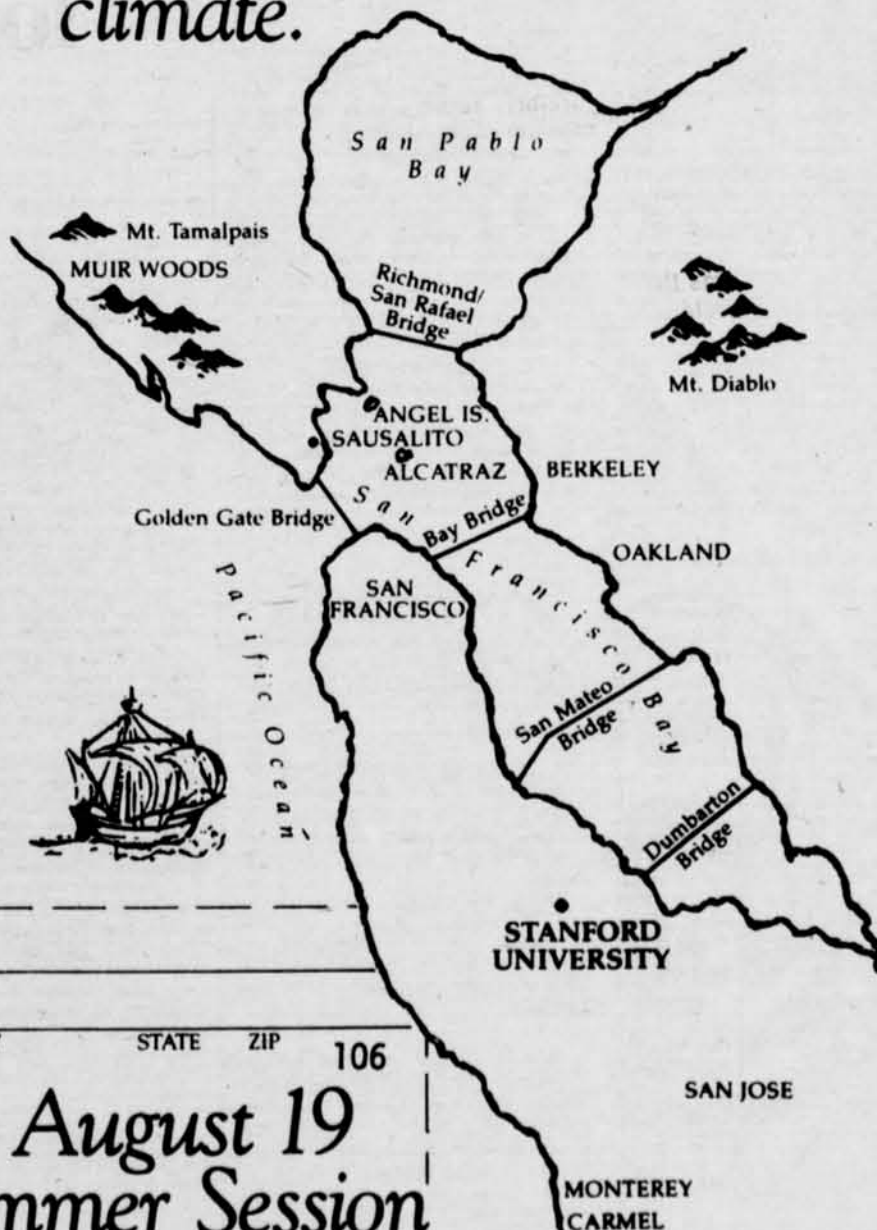 climate.
San Pablo
Bay
Mt. Tamalpais
MUIR WOODS
Richmond/
San Rafael
Bridge
Mt. Diablo
ANGEL IS.
SAUSALITO
ALCATRAZ
BERKELEY
Golden Gate Bridge
San Francisco Bay
Bay Bridge
OAKLAND
SAN
FRANCISCO
Pacific Ocean
San Mateo
Bridge
Dumbarton
Bridge
STANFORD
UNIVERSITY
STATE ZIP
106
SAN JOSE
August 19
Session
MONTEREY
CARMEL